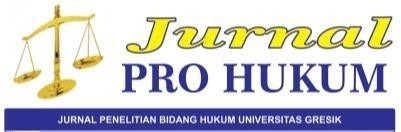 Jurnal
PRO HUKUM
JURNAL PENELITIAN BIDANG HUKUM UNIVERSITAS GRESIK